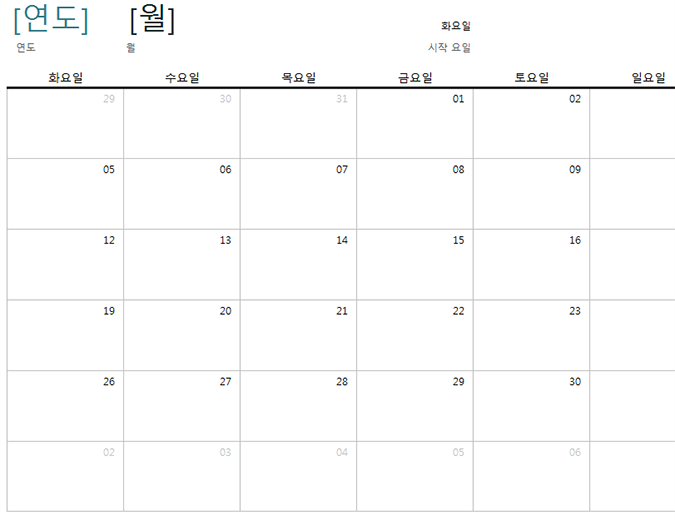 [연도] [월]
화요일
연도 월 시작 요일
화요일 수요일 목요일 금요일 토요일 일요일
29 30 31 01 02
05 06 07 08 09
12 13 14 15 16
19 20 21 22 23
26 27 28 29 30
02 03 04 05 06